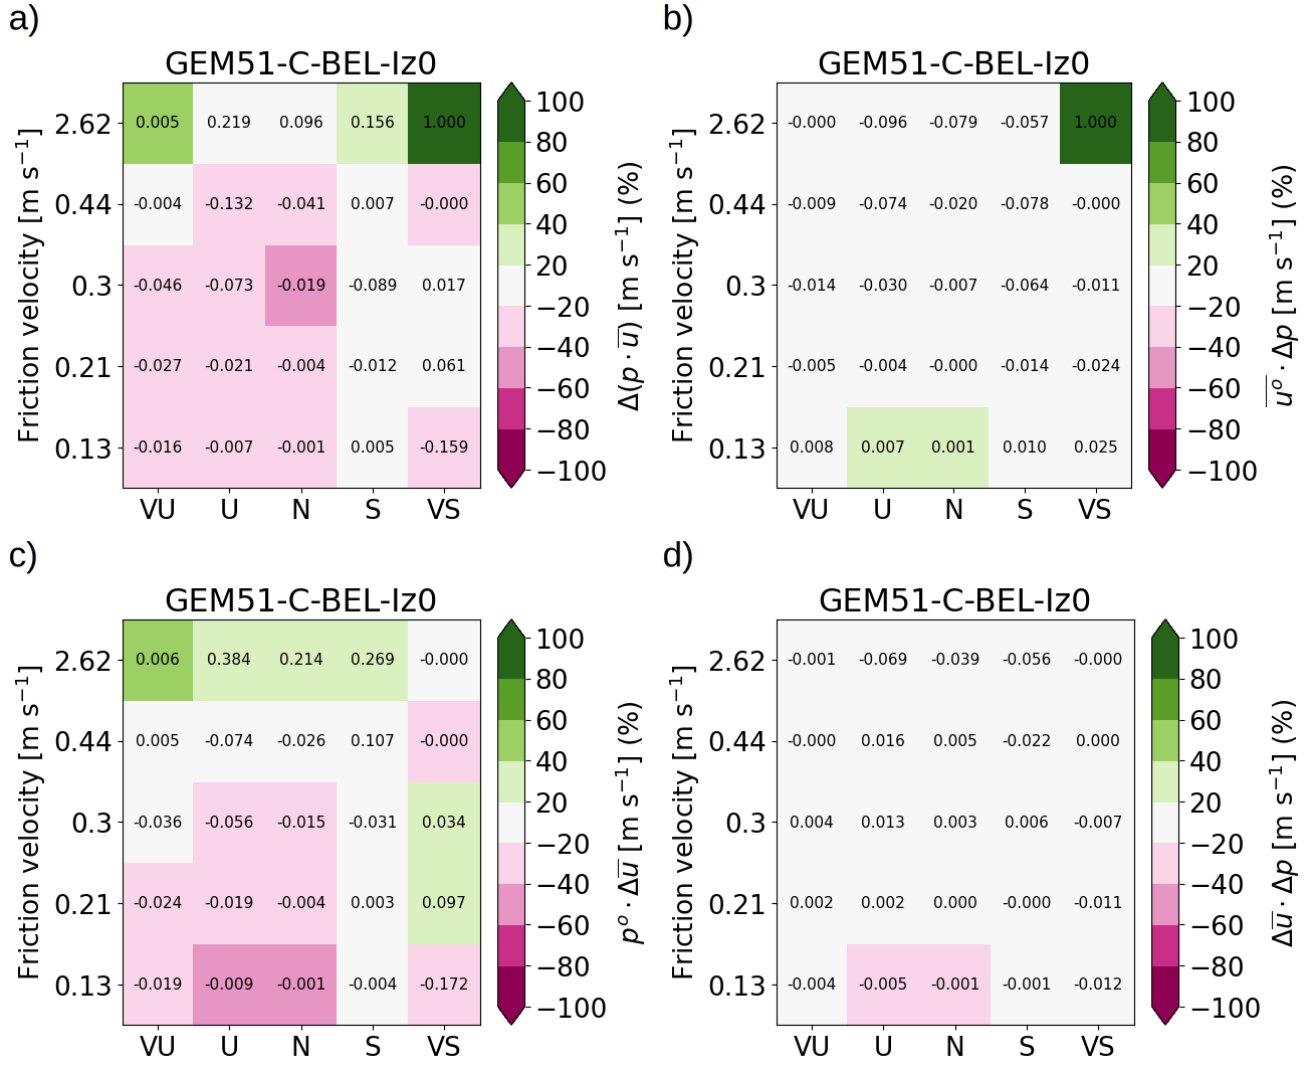 a)
GEM51-C-BEL-Iz0
Friction velocity [m s⁻¹]
2.62 0.005 0.219 0.096 0.156 1.000
0.44 -0.004 -0.132 -0.041 0.007 -0.000
0.3 -0.046 -0.073 -0.019 -0.089 0.017
0.21 -0.027 -0.021 -0.004 -0.012 0.061
0.13 -0.016 -0.007 -0.001 0.005 -0.159
VU U N S VS
100
80
60
40
20
−20
−40
−60
−80
−100
Δ(p · u̅) [m s⁻¹] (%)
b)
GEM51-C-BEL-Iz0
Friction velocity [m s⁻¹]
2.62 -0.000 -0.096 -0.079 -0.057 1.000
0.44 -0.009 -0.074 -0.020 -0.078 -0.000
0.3 -0.014 -0.030 -0.007 -0.064 -0.011
0.21 -0.005 -0.004 -0.000 -0.014 -0.024
0.13 0.008 0.007 0.001 0.010 0.025
VU U N S VS
100
80
60
40
20
−20
−40
−60
−80
−100
u̅ᵒ · Δp [m s⁻¹] (%)
c)
GEM51-C-BEL-Iz0
Friction velocity [m s⁻¹]
2.62 0.006 0.384 0.214 0.269 -0.000
0.44 0.005 -0.074 -0.026 0.107 -0.000
0.3 -0.036 -0.056 -0.015 -0.031 0.034
0.21 -0.024 -0.019 -0.004 0.003 0.097
0.13 -0.019 -0.009 -0.001 -0.004 -0.172
VU U N S VS
100
80
60
40
20
−20
−40
−60
−80
−100
pᵒ · Δu̅ [m s⁻¹] (%)
d)
GEM51-C-BEL-Iz0
Friction velocity [m s⁻¹]
2.62 -0.001 -0.069 -0.039 -0.056 -0.000
0.44 -0.000 0.016 0.005 -0.022 0.000
0.3 0.004 0.013 0.003 0.006 -0.007
0.21 0.002 0.002 0.000 -0.000 -0.011
0.13 -0.004 -0.005 -0.001 -0.001 -0.012
VU U N S VS
100
80
60
40
20
−20
−40
−60
−80
−100
Δu̅ · Δp [m s⁻¹] (%)